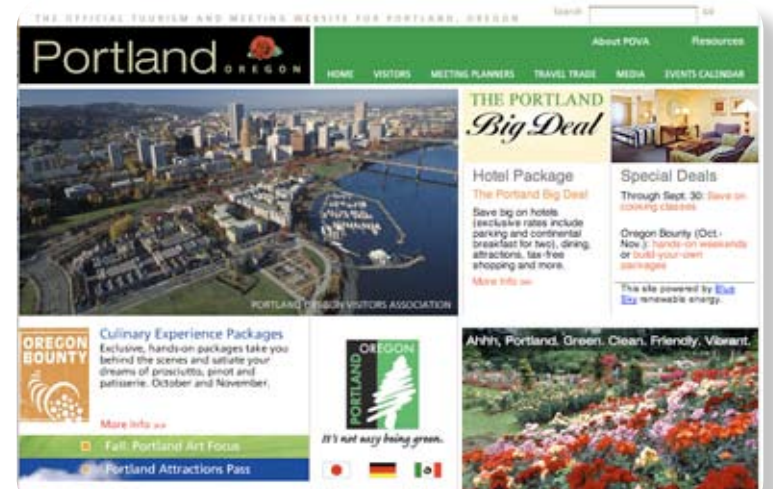 THE OFFICIAL TOURISM AND MEETING WEBSITE FOR PORTLAND, OREGON
Search
GO
Portland
OREGON
About POVA Resources
HOME VISITORS MEETING PLANNERS TRAVEL TRADE MEDIA EVENTS CALENDAR
PORTLAND OREGON VISITORS ASSOCIATION
THE PORTLAND
Big Deal
Hotel Package
The Portland Big Deal
Save big on hotels
(exclusive rates include
parking and continental
breakfast for two), dining,
attractions, tax-free
shopping and more.
More Info >>
Special Deals
Through Sept. 30: Save on
cooking classes
Oregon Bounty (Oct.-
Nov.): hands-on weekends
or build-your-own
packages
This site powered by Blue
Sky renewable energy.
OREGON
BOUNTY
Culinary Experience Packages
Exclusive, hands-on packages take you
behind the scenes and satiate your
dreams of prosciutto, pinot and
patisserie. October and November.
More Info >>
Fall: Portland Art Focus
Portland Attractions Pass
PORTLAND
OREGON
It's not easy being green.
Ahhh, Portland. Green. Clean. Friendly. Vibrant.